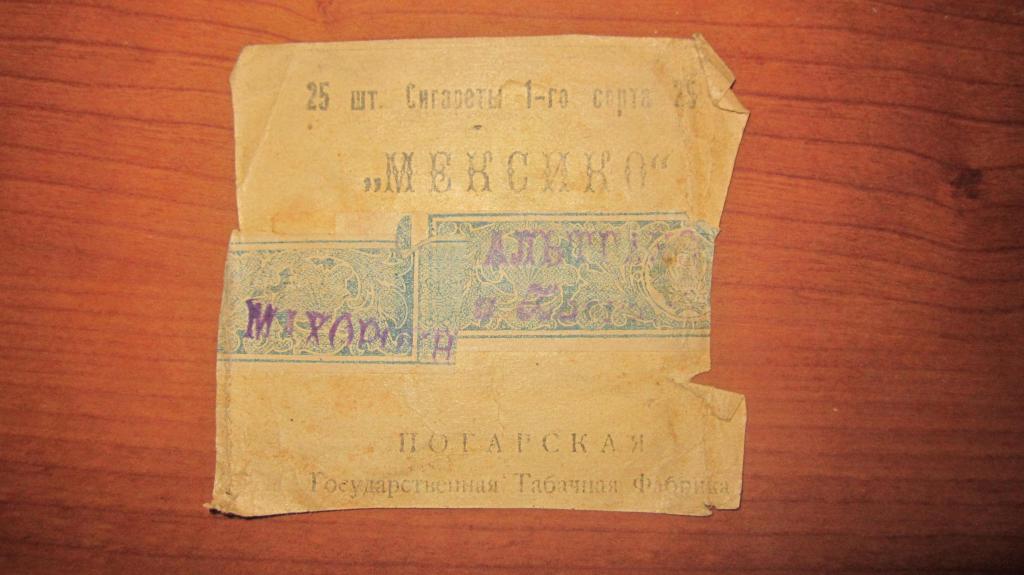 25 шт. Сигареты 1-го сорта 25
„МЕКСИКО“
ПОГАРСКАЯ
Государственная Табачная Фабрика